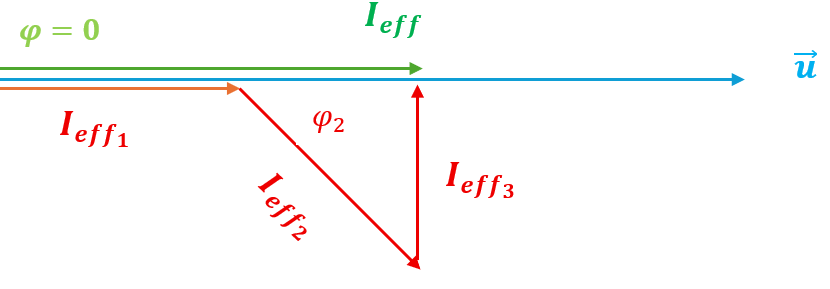 φ = 0
I_eff
u⃗
I_eff₁
φ₂
I_eff₂
I_eff₃